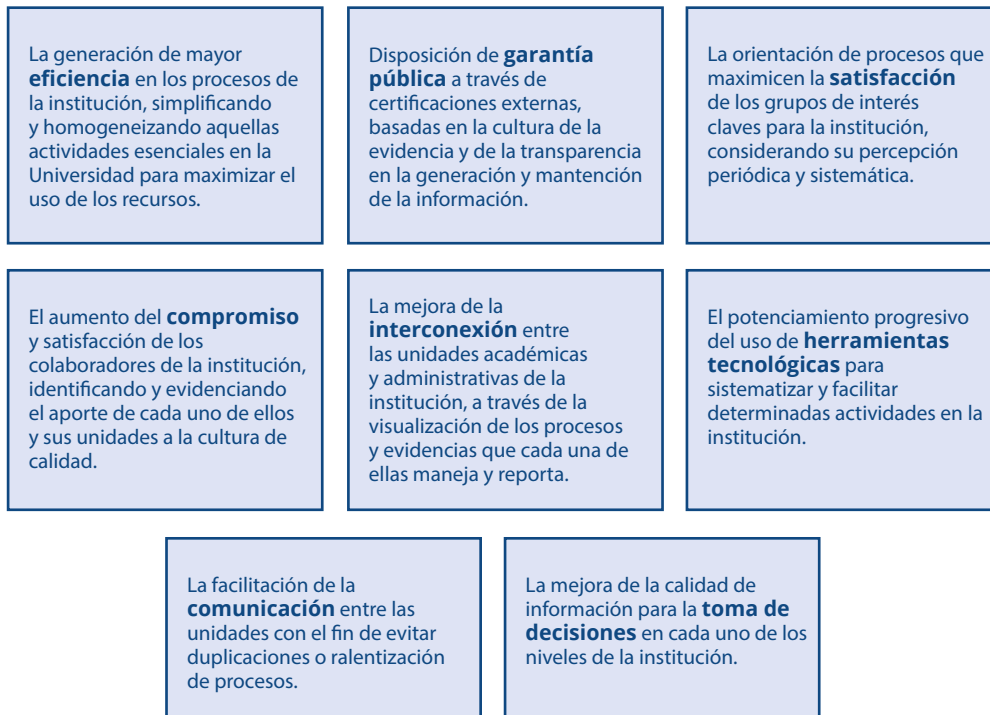 La generación de mayor
eficiencia en los procesos de
la institución, simplificando
y homogeneizando aquellas
actividades esenciales en la
Universidad para maximizar el
uso de los recursos.
Disposición de garantía
pública a través de
certificaciones externas,
basadas en la cultura de la
evidencia y de la transparencia
en la generación y mantención
de la información.
La orientación de procesos que
maximicen la satisfacción
de los grupos de interés
claves para la institución,
considerando su percepción
periódica y sistemática.
El aumento del compromiso
y satisfacción de los
colaboradores de la institución,
identificando y evidenciando
el aporte de cada uno de ellos
y sus unidades a la cultura de
calidad.
La mejora de la
interconexión entre
las unidades académicas
y administrativas de la
institución, a través de la
visualización de los procesos
y evidencias que cada una de
ellas maneja y reporta.
El potenciamiento progresivo
del uso de herramientas
tecnológicas para
sistematizar y facilitar
determinadas actividades en la
institución.
La facilitación de la
comunicación entre las
unidades con el fin de evitar
duplicaciones o ralentización
de procesos.
La mejora de la calidad de
información para la toma de
decisiones en cada uno de los
niveles de la institución.